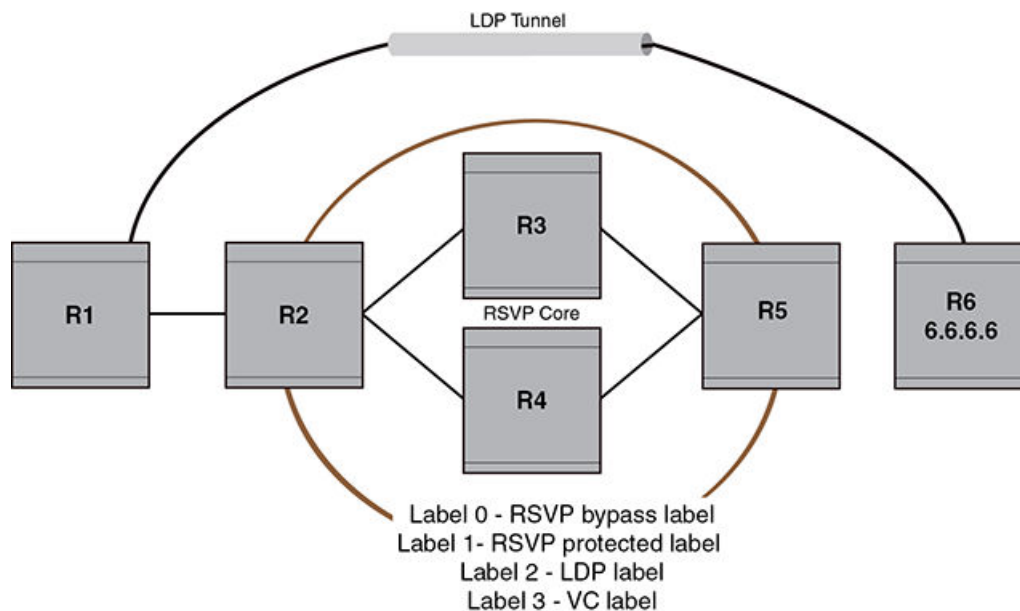 LDP Tunnel
R3
R1
R2
RSVP Core
R5
R6
6.6.6.6
R4
Label 0 - RSVP bypass label
Label 1- RSVP protected label
Label 2 - LDP label
Label 3 - VC label